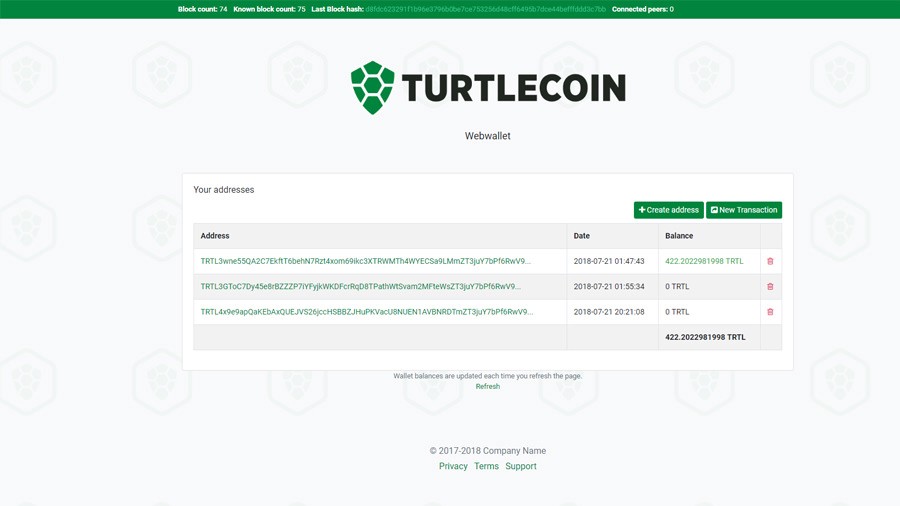 Block count: 74 Known block count: 75 Last Block hash: Connected peers: 0
TURTLECOIN
Webwallet
Your addresses
Create address New Transaction
Address Date Balance
TRTL3wne55QA2C7EkftT6behN7Rzt4xom69ikc3XTRWMTh4WYECSa9LMmZT3juY7bPf6RwV9... 2018-07-21 01:47:43 422.2022981998 TRTL
TRTL3GToC7Dy45e8rBZZZP7iYFyjkWKDFcrRqD8TPathWtSvam2MFteWsZT3juY7bPf6RwV9... 2018-07-21 01:55:34 0 TRTL
TRTL4x9e9apQaKEbAxQUEJVS26jccHSBBZJHuPKVacU8NUEN1AVBNRDTmZT3juY7bPf6RwV9... 2018-07-21 20:21:08 0 TRTL
422.2022981998 TRTL
Wallet balances are updated each time you refresh the page.
Refresh
© 2017-2018 Company Name
Privacy Terms Support